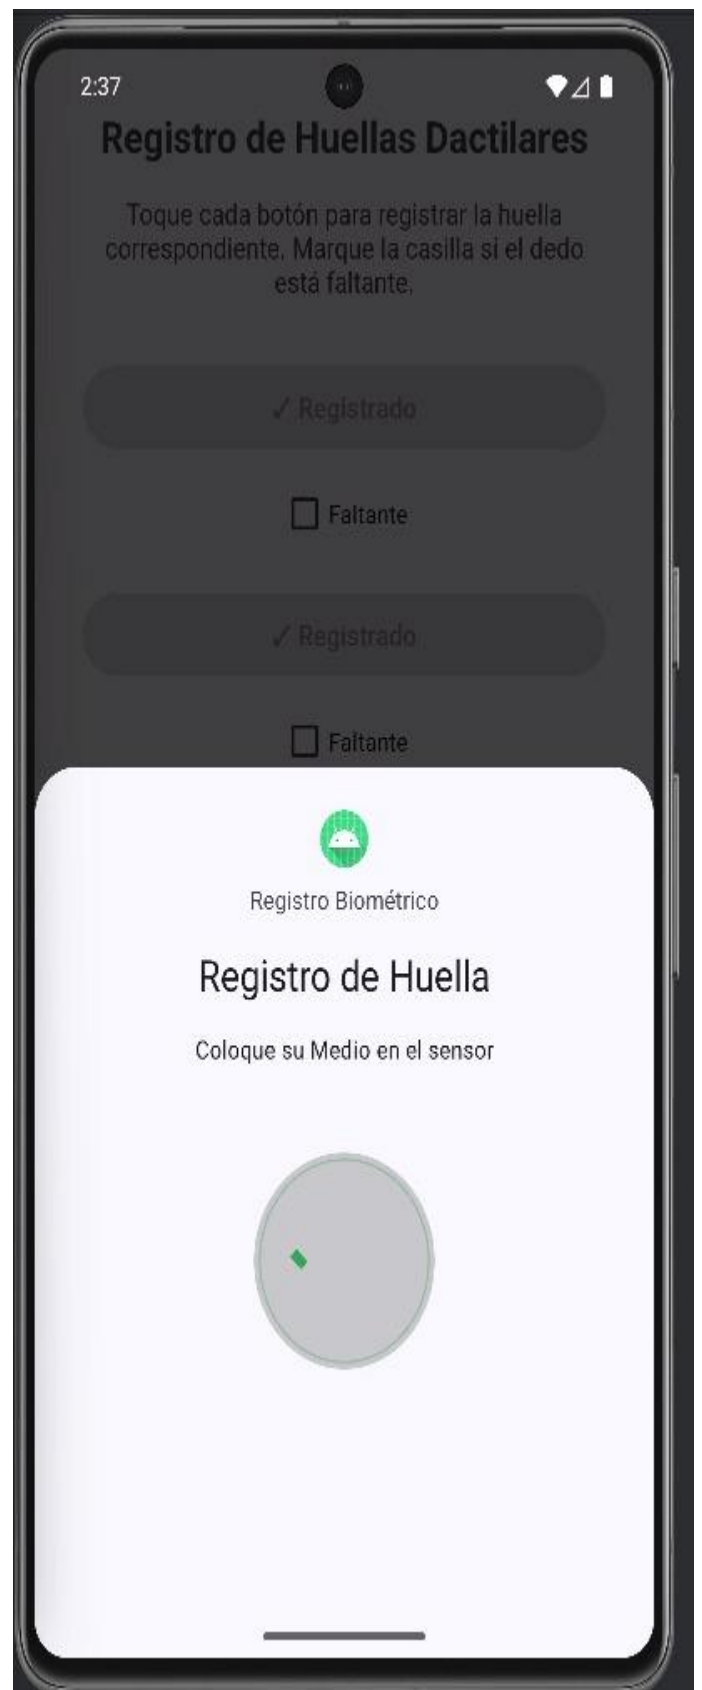 2:37
Registro de Huellas Dactilares
Toque cada botón para registrar la huella
correspondiente. Marque la casilla si el dedo
está faltante.
✓ Registrado
Faltante
✓ Registrado
Faltante
Registro Biométrico
Registro de Huella
Coloque su Medio en el sensor